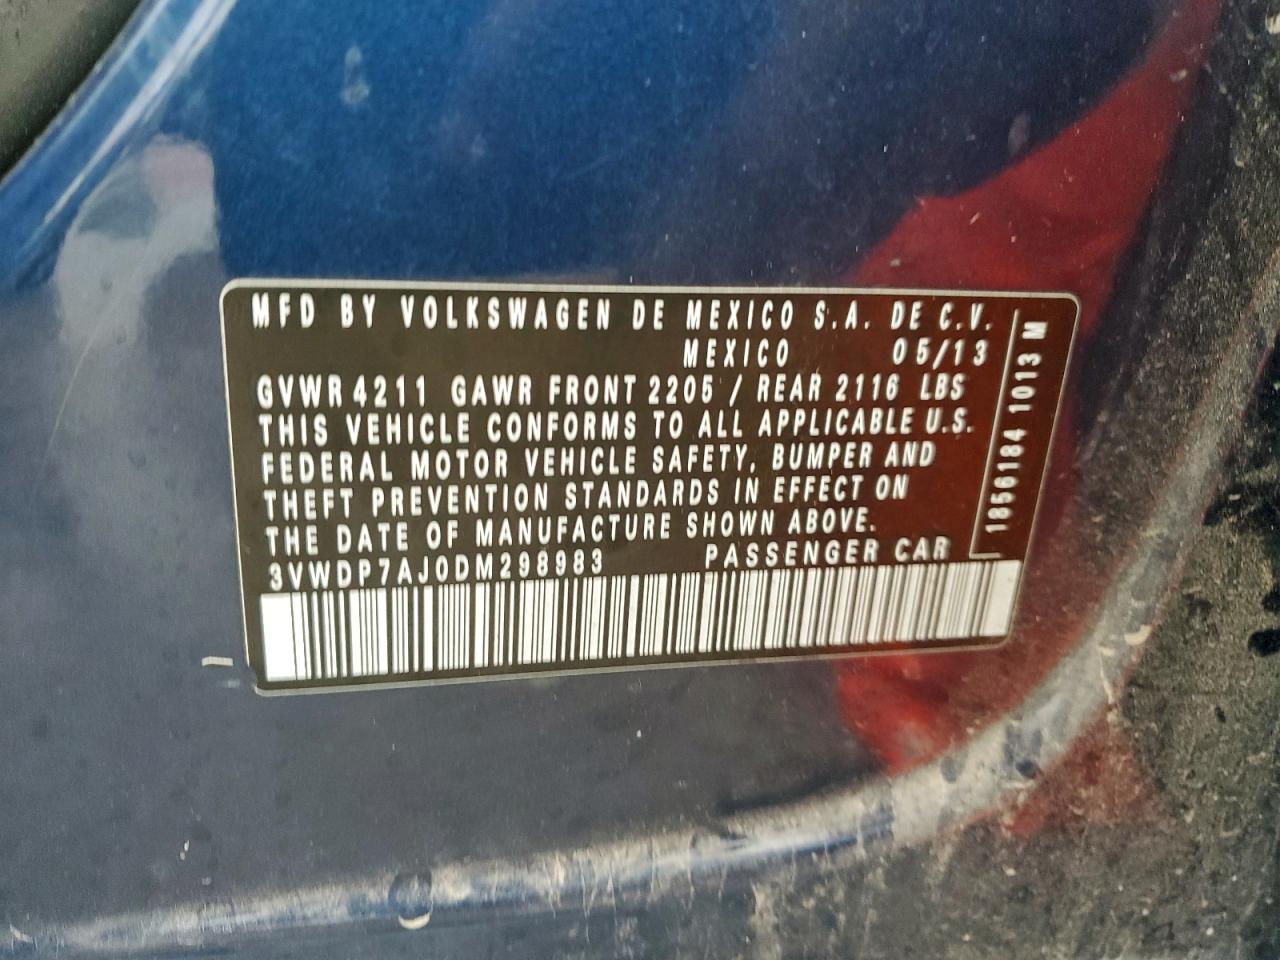 MFD BY VOLKSWAGEN DE MEXICO S.A. DE C.V.
MEXICO 05/13
GVWR 4211 GAWR FRONT 2205 / REAR 2116 LBS
THIS VEHICLE CONFORMS TO ALL APPLICABLE U.S.
FEDERAL MOTOR VEHICLE SAFETY, BUMPER AND
THEFT PREVENTION STANDARDS IN EFFECT ON
THE DATE OF MANUFACTURE SHOWN ABOVE.
3VWDP7AJ0DM298983 PASSENGER CAR
1856184 1013 M